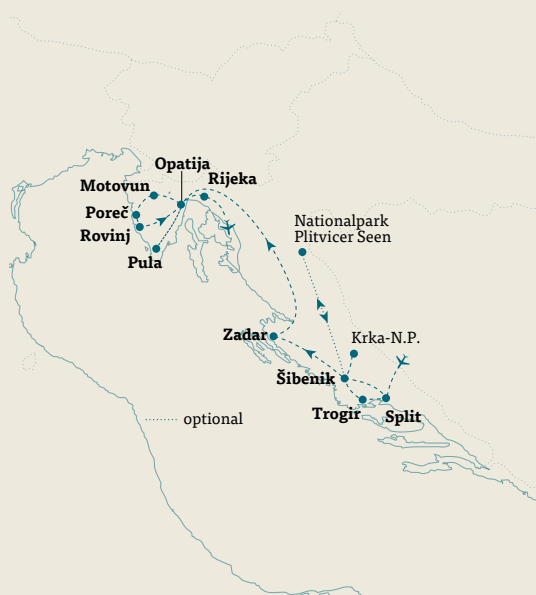 Opatija
Motovun
Rijeka
Poreč
Rovinj
Pula
Nationalpark
Plitvicer Seen
Zadar
Krka-N.P.
Šibenik
Trogir
Split
optional